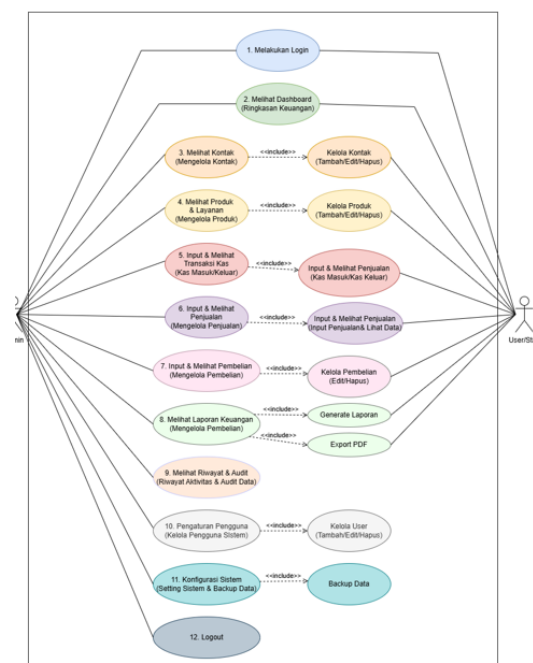 1. Melakukan Login
2. Melihat Dashboard
(Ringkasan Keuangan)
3. Melihat Kontak
(Mengelola Kontak)
<<include>>
Kelola Kontak
(Tambah/Edit/Hapus)
4. Melihat Produk
& Layanan
(Mengelola Produk)
<<include>>
Kelola Produk
(Tambah/Edit/Hapus)
5. Input & Melihat
Transaksi Kas
(Kas Masuk/Keluar)
<<include>>
Input & Melihat Penjualan
(Kas Masuk/Kas Keluar)
6. Input & Melihat
Penjualan
(Mengelola Penjualan)
<<include>>
Input & Melihat Penjualan
(Input Penjualan& Lihat Data)
min
User/St
7. Input & Melihat Pembelian
(Mengelola Pembelian)
<<include>>
Kelola Pembelian
(Edit/Hapus)
8. Melihat Laporan Keuangan
(Mengelola Pembelian)
<<include>>
Generate Laporan
<<include>>
Export PDF
9. Melihat Riwayat & Audit
(Riwayat Aktivitas & Audit Data)
10. Pengaturan Pengguna
(Kelola Pengguna Sistem)
<<include>>
Kelola User
(Tambah/Edit/Hapus)
11. Konfigurasi Sistem
(Setting Sistem & Backup Data)
<<include>>
Backup Data
12. Logout